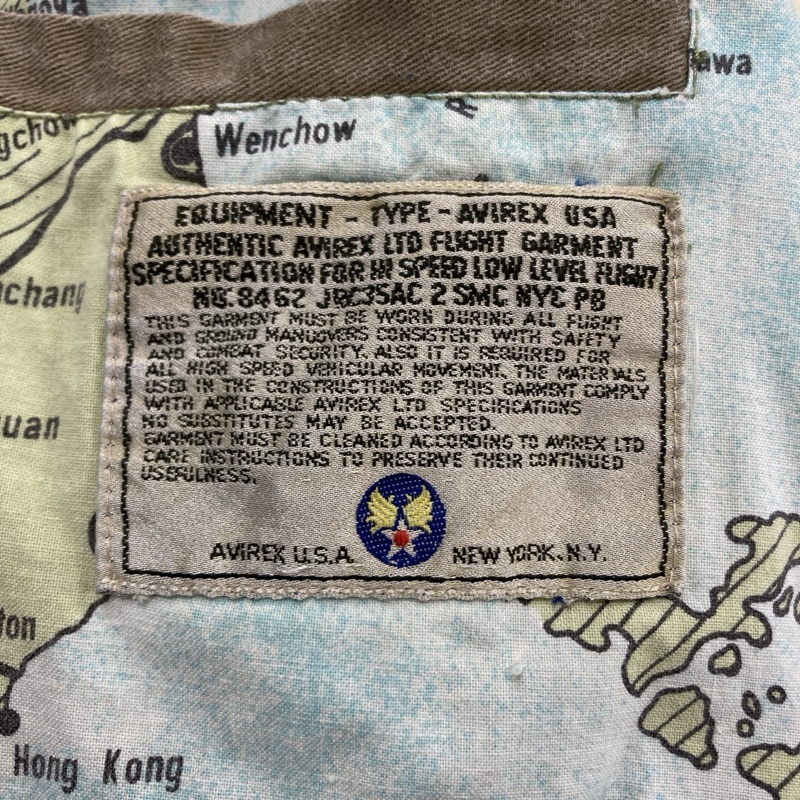 awa
Wenchow
EQUIPMENT - TYPE - AVIREX USA
AUTHENTIC AVIREX LTD FLIGHT GARMENT
SPECIFICATION FOR HI SPEED LOW LEVEL FLIGHT
NO. 8462 2 SMC NYC PB
THIS GARMENT MUST BE WORN DURING ALL FLIGHT
AND GROUND MANUOVERS CONSISTENT WITH SAFETY
AND COMBAT SECURITY. ALSO IT IS REQUIRED FOR
ALL HIGH SPEED VEHICULAR MOVEMENT. THE MATERIALS
USED IN THE CONSTRUCTIONS OF THIS GARMENT COMPLY
WITH APPLICABLE AVIREX LTD SPECIFICATIONS
NO SUBSTITUTES MAY BE ACCEPTED.
GARMENT MUST BE CLEANED ACCORDING TO AVIREX LTD
CARE INSTRUCTIONS TO PRESERVE THEIR CONTINUED
USEFULNESS.
AVIREX U.S.A. NEW YORK. N.Y.
gchow
nchang
uan
ton
Hong Kong